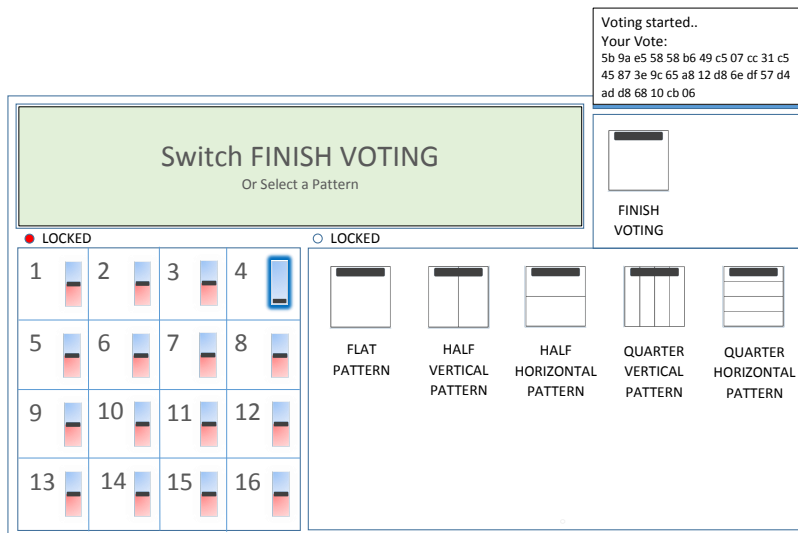 Voting started..
Your Vote:
5b 9a e5 58 58 b6 49 c5 07 cc 31 c5
45 87 3e 9c 65 a8 12 d8 6e df 57 d4
ad d8 68 10 cb 06
Switch FINISH VOTING
Or Select a Pattern
FINISH
VOTING
LOCKED
LOCKED
1 2 3 4
5 6 7 8
9 10 11 12
13 14 15 16
FLAT
PATTERN
HALF
VERTICAL
PATTERN
HALF
HORIZONTAL
PATTERN
QUARTER
VERTICAL
PATTERN
QUARTER
HORIZONTAL
PATTERN